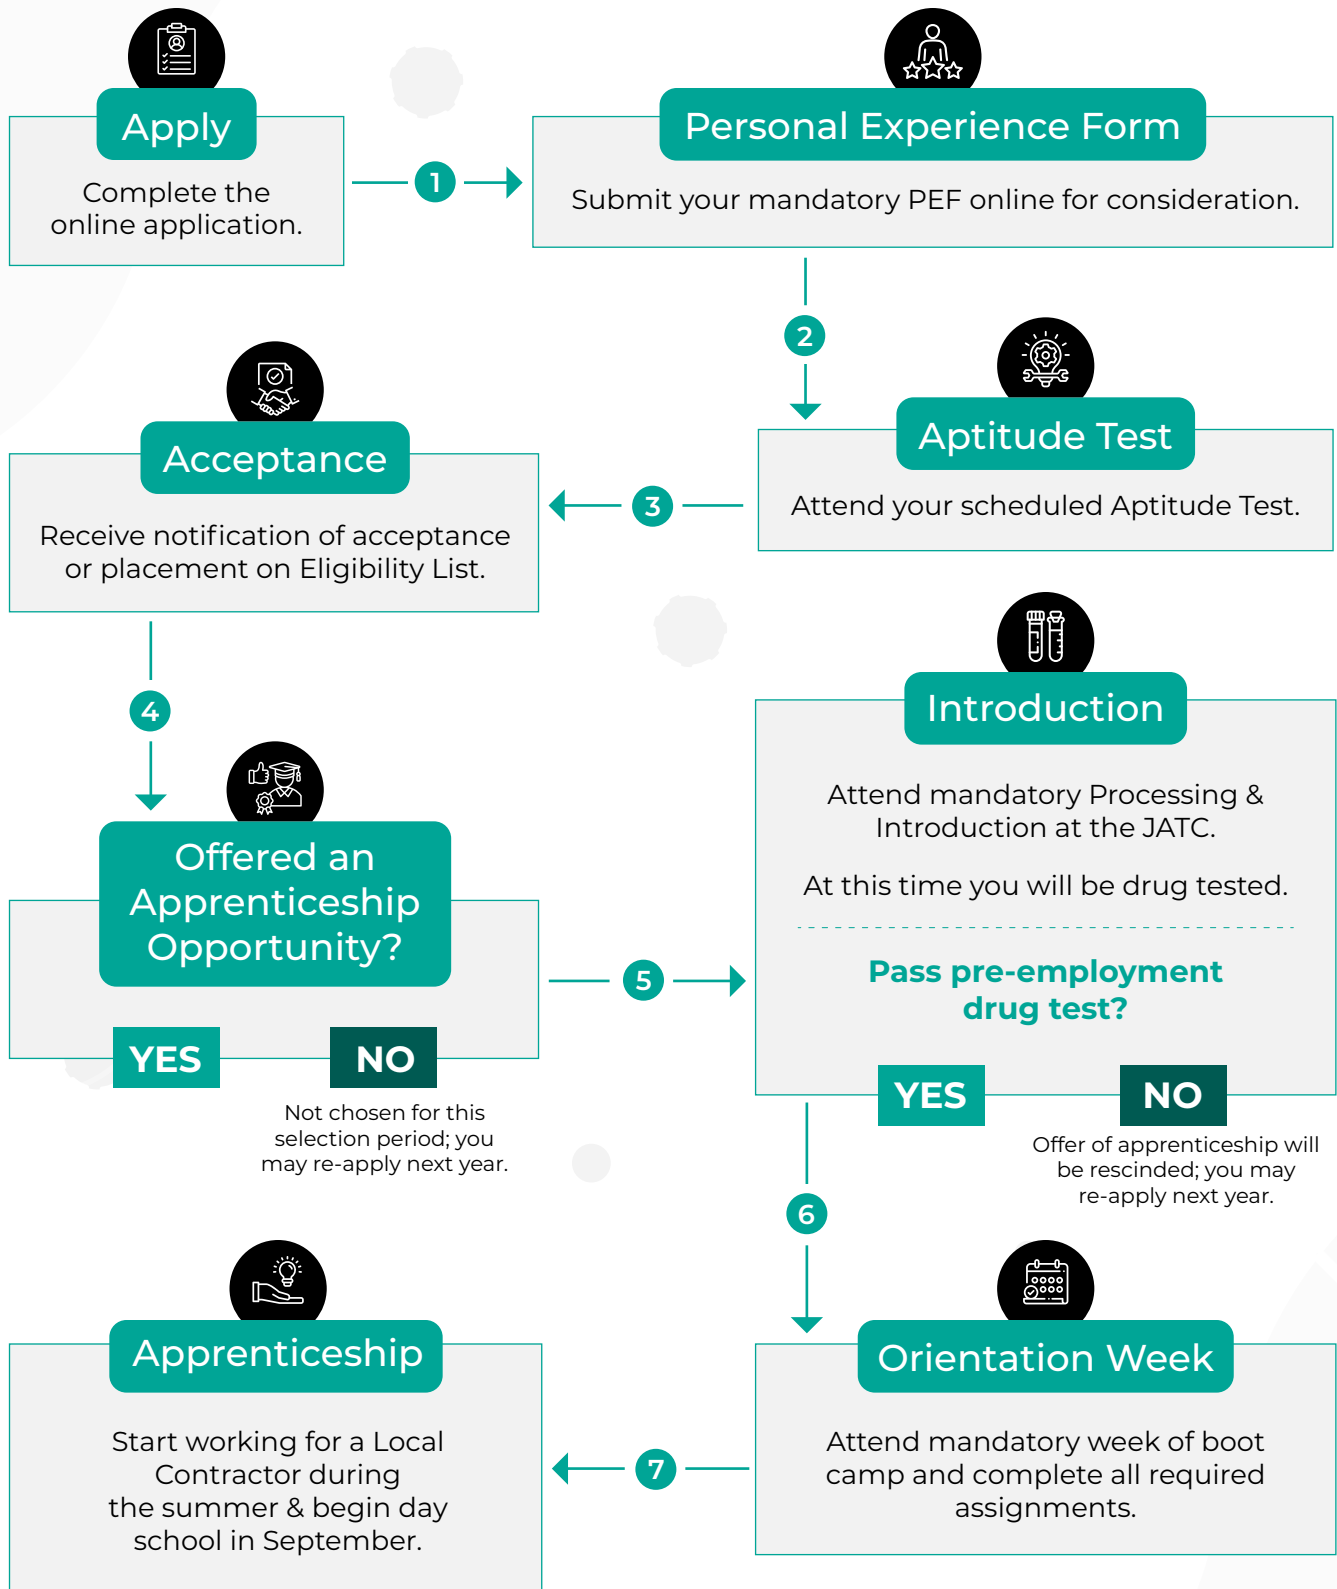 Apply
Complete the
online application.
1
Personal Experience Form
Submit your mandatory PEF online for consideration.
2
Aptitude Test
Attend your scheduled Aptitude Test.
3
Acceptance
Receive notification of acceptance
or placement on Eligibility List.
4
Offered an
Apprenticeship
Opportunity?
YES
NO
Not chosen for this
selection period; you
may re-apply next year.
5
Introduction
Attend mandatory Processing &
Introduction at the JATC.
At this time you will be drug tested.
Pass pre-employment
drug test?
YES
NO
Offer of apprenticeship will
be rescinded; you may
re-apply next year.
6
Orientation Week
Attend mandatory week of boot
camp and complete all required
assignments.
7
Apprenticeship
Start working for a Local
Contractor during
the summer & begin day
school in September.